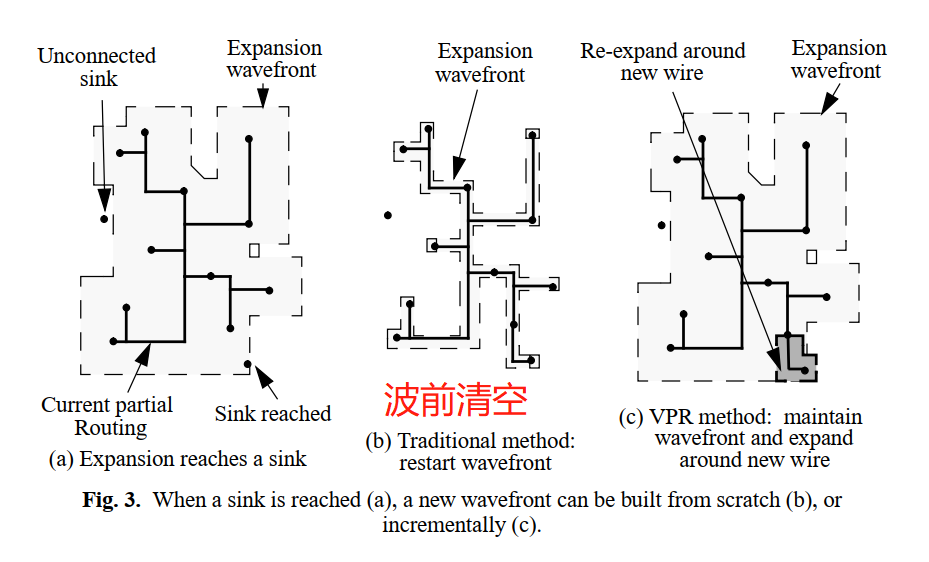 Unconnected
sink
Expansion
wavefront
Current partial
Routing
Sink reached
(a) Expansion reaches a sink
Expansion
wavefront
波前清空
(b) Traditional method:
restart wavefront
Re-expand around
new wire
Expansion
wavefront
(c) VPR method:  maintain
wavefront and expand
around new wire
Fig. 3.  When a sink is reached (a), a new wavefront can be built from scratch (b), or
incrementally (c).